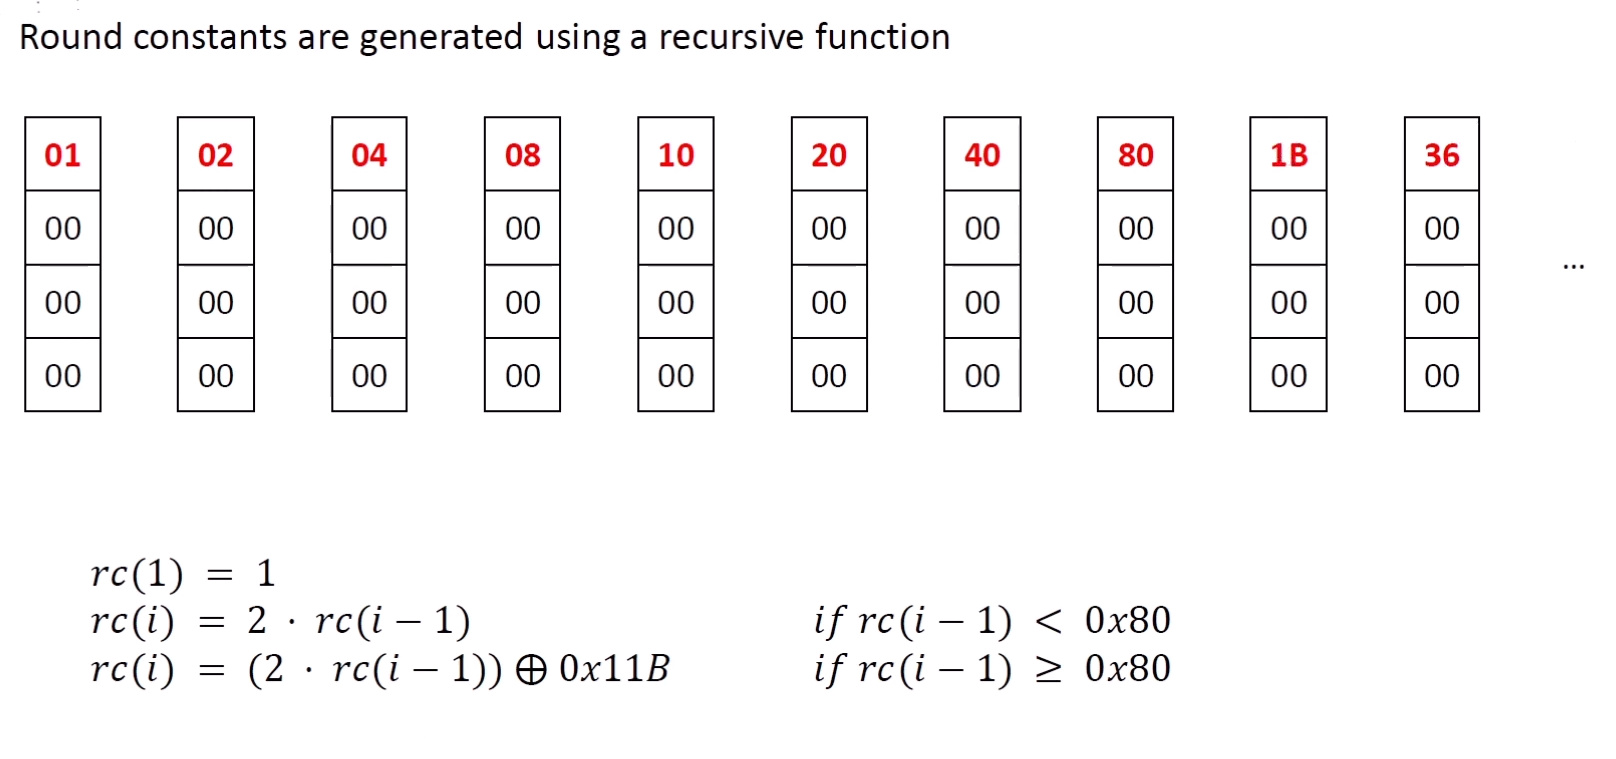 Round constants are generated using a recursive function
01 02 04 08 10 20 40 80 1B 36
00 00 00 00 00 00 00 00 00 00
...
00 00 00 00 00 00 00 00 00 00
00 00 00 00 00 00 00 00 00 00
rc(1) = 1
rc(i) = 2 · rc(i − 1) if rc(i − 1) < 0x80
rc(i) = (2 · rc(i − 1)) ⊕ 0x11B if rc(i − 1) ≥ 0x80